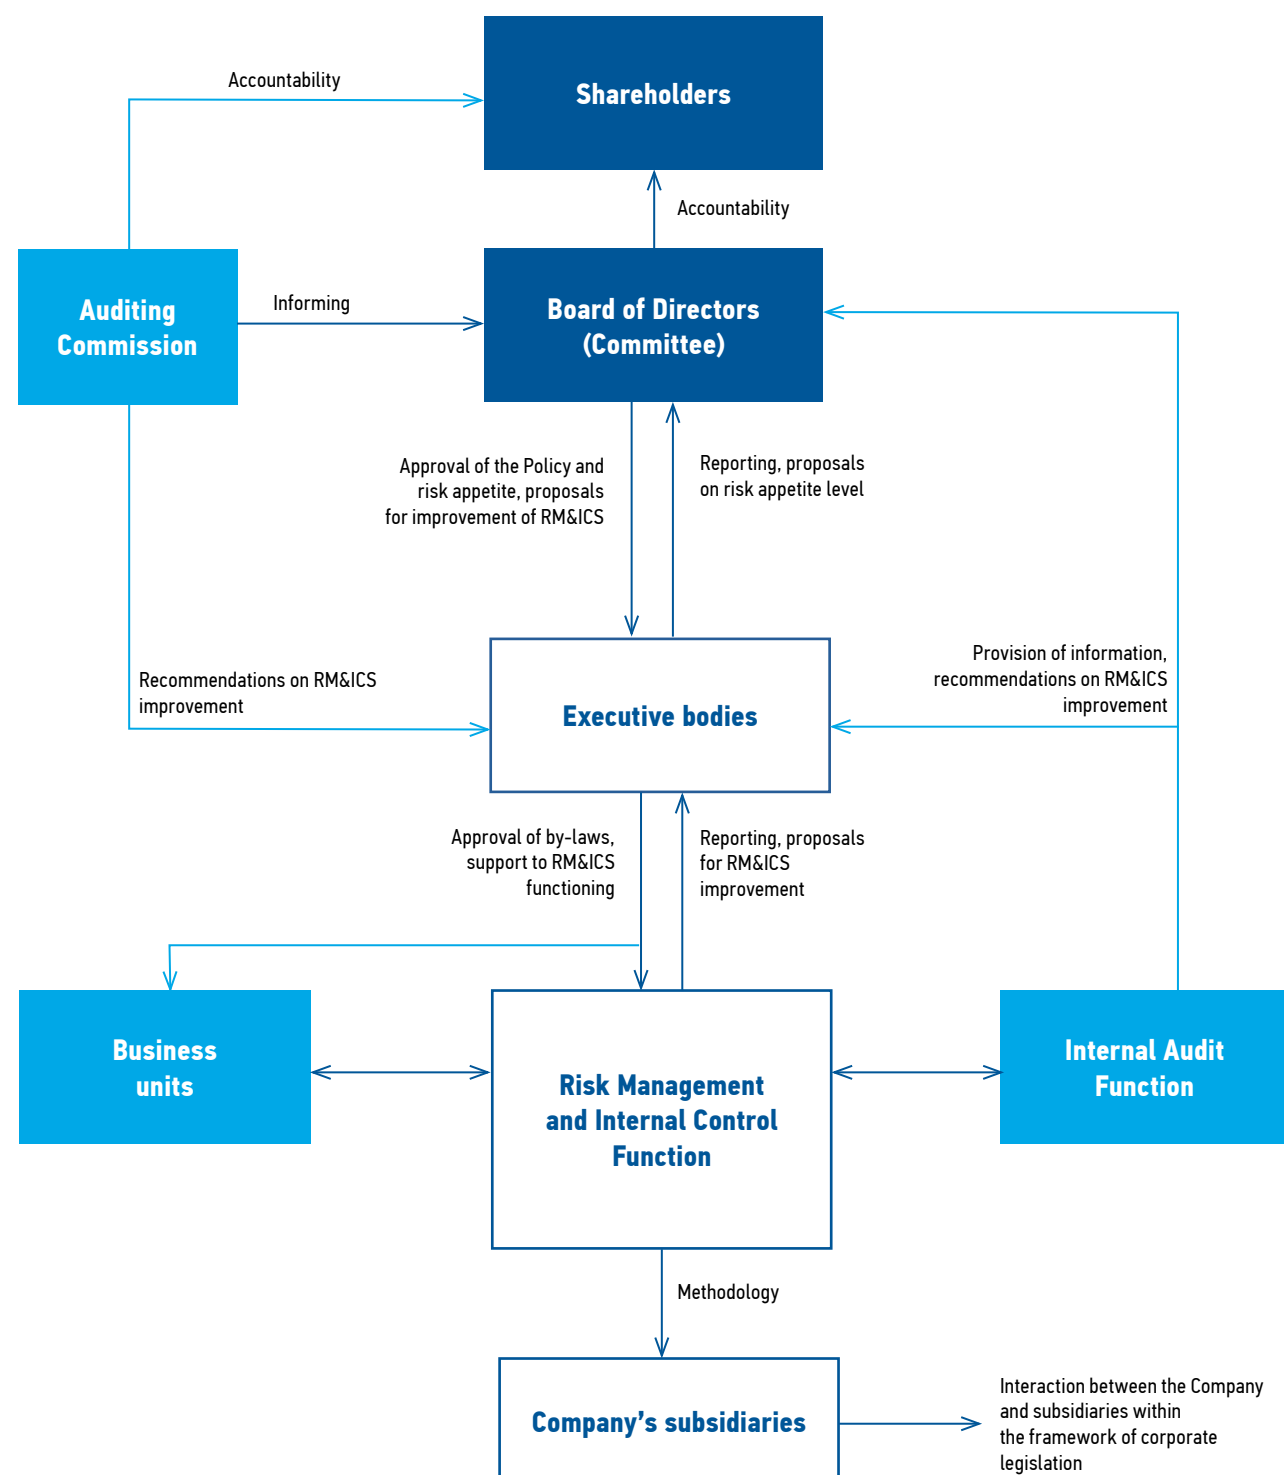 Accountability
Shareholders
Accountability
Auditing
Commission
Informing
Board of Directors
(Committee)
Approval of the Policy and
risk appetite, proposals
for improvement of RM&ICS
Reporting, proposals
on risk appetite level
Recommendations on RM&ICS
improvement
Executive bodies
Provision of information,
recommendations on RM&ICS
improvement
Approval of by-laws,
support to RM&ICS
functioning
Reporting, proposals
for RM&ICS
improvement
Business
units
Risk Management
and Internal Control
Function
Internal Audit
Function
Methodology
Company’s subsidiaries
Interaction between the Company
and subsidiaries within
the framework of corporate
legislation